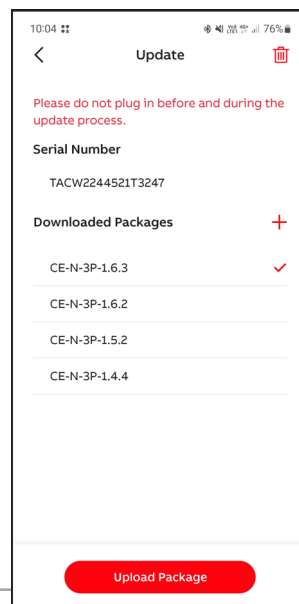 10:04
76%
Update
Please do not plug in before and during the
update process.
Serial Number
TACW2244521T3247
Downloaded Packages
CE-N-3P-1.6.3
CE-N-3P-1.6.2
CE-N-3P-1.5.2
CE-N-3P-1.4.4
Upload Package